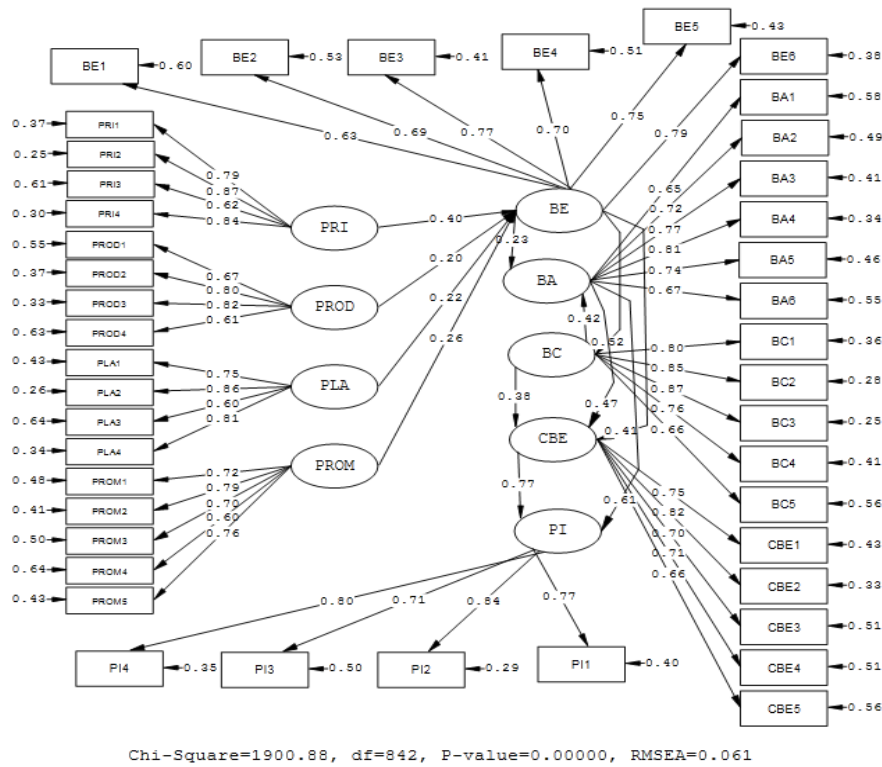 BE1
0.60
BE2
0.53
BE3
0.41
BE4
0.51
BE5
0.43
BE6
0.38
0.63
0.69
0.77
0.70
0.75
0.79
0.37
PRI1
0.25
PRI2
0.61
PRI3
0.30
PRI4
0.55
PROD1
0.37
PROD2
0.33
PROD3
0.63
PROD4
0.43
PLA1
0.26
PLA2
0.64
PLA3
0.34
PLA4
0.48
PROM1
0.41
PROM2
0.50
PROM3
0.64
PROM4
0.43
PROM5
0.79
0.87
0.62
0.84
0.67
0.80
0.82
0.61
0.75
0.86
0.60
0.81
0.72
0.79
0.70
0.60
0.76
PRI
PROD
PLA
PROM
0.40
0.20
0.22
0.26
BE
0.23
BA
0.42
0.52
BC
0.38
0.47
0.41
CBE
0.77
0.61
PI
0.65
0.72
0.77
0.81
0.74
0.67
0.80
0.85
0.87
0.76
0.66
0.75
0.82
0.70
0.71
0.66
BA1
0.58
BA2
0.49
BA3
0.41
BA4
0.34
BA5
0.46
BA6
0.55
BC1
0.36
BC2
0.28
BC3
0.25
BC4
0.41
BC5
0.56
CBE1
0.43
CBE2
0.33
CBE3
0.51
CBE4
0.51
CBE5
0.56
0.80
0.71
0.84
0.77
PI4
0.35
PI3
0.50
PI2
0.29
PI1
0.40
Chi-Square=1900.88, df=842, P-value=0.00000, RMSEA=0.061